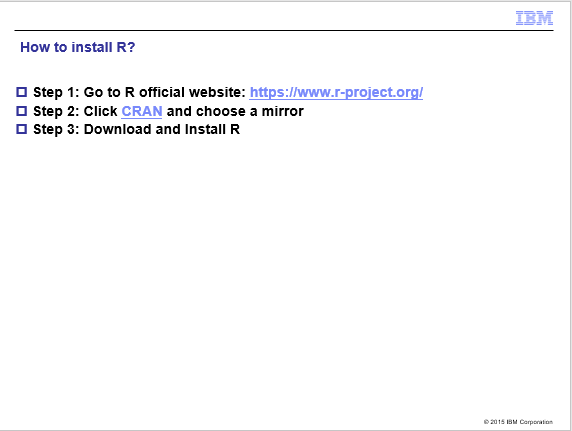 IBM
How to install R?
Step 1: Go to R official website: https://www.r-project.org/
Step 2: Click CRAN and choose a mirror
Step 3: Download and Install R
© 2015 IBM Corporation